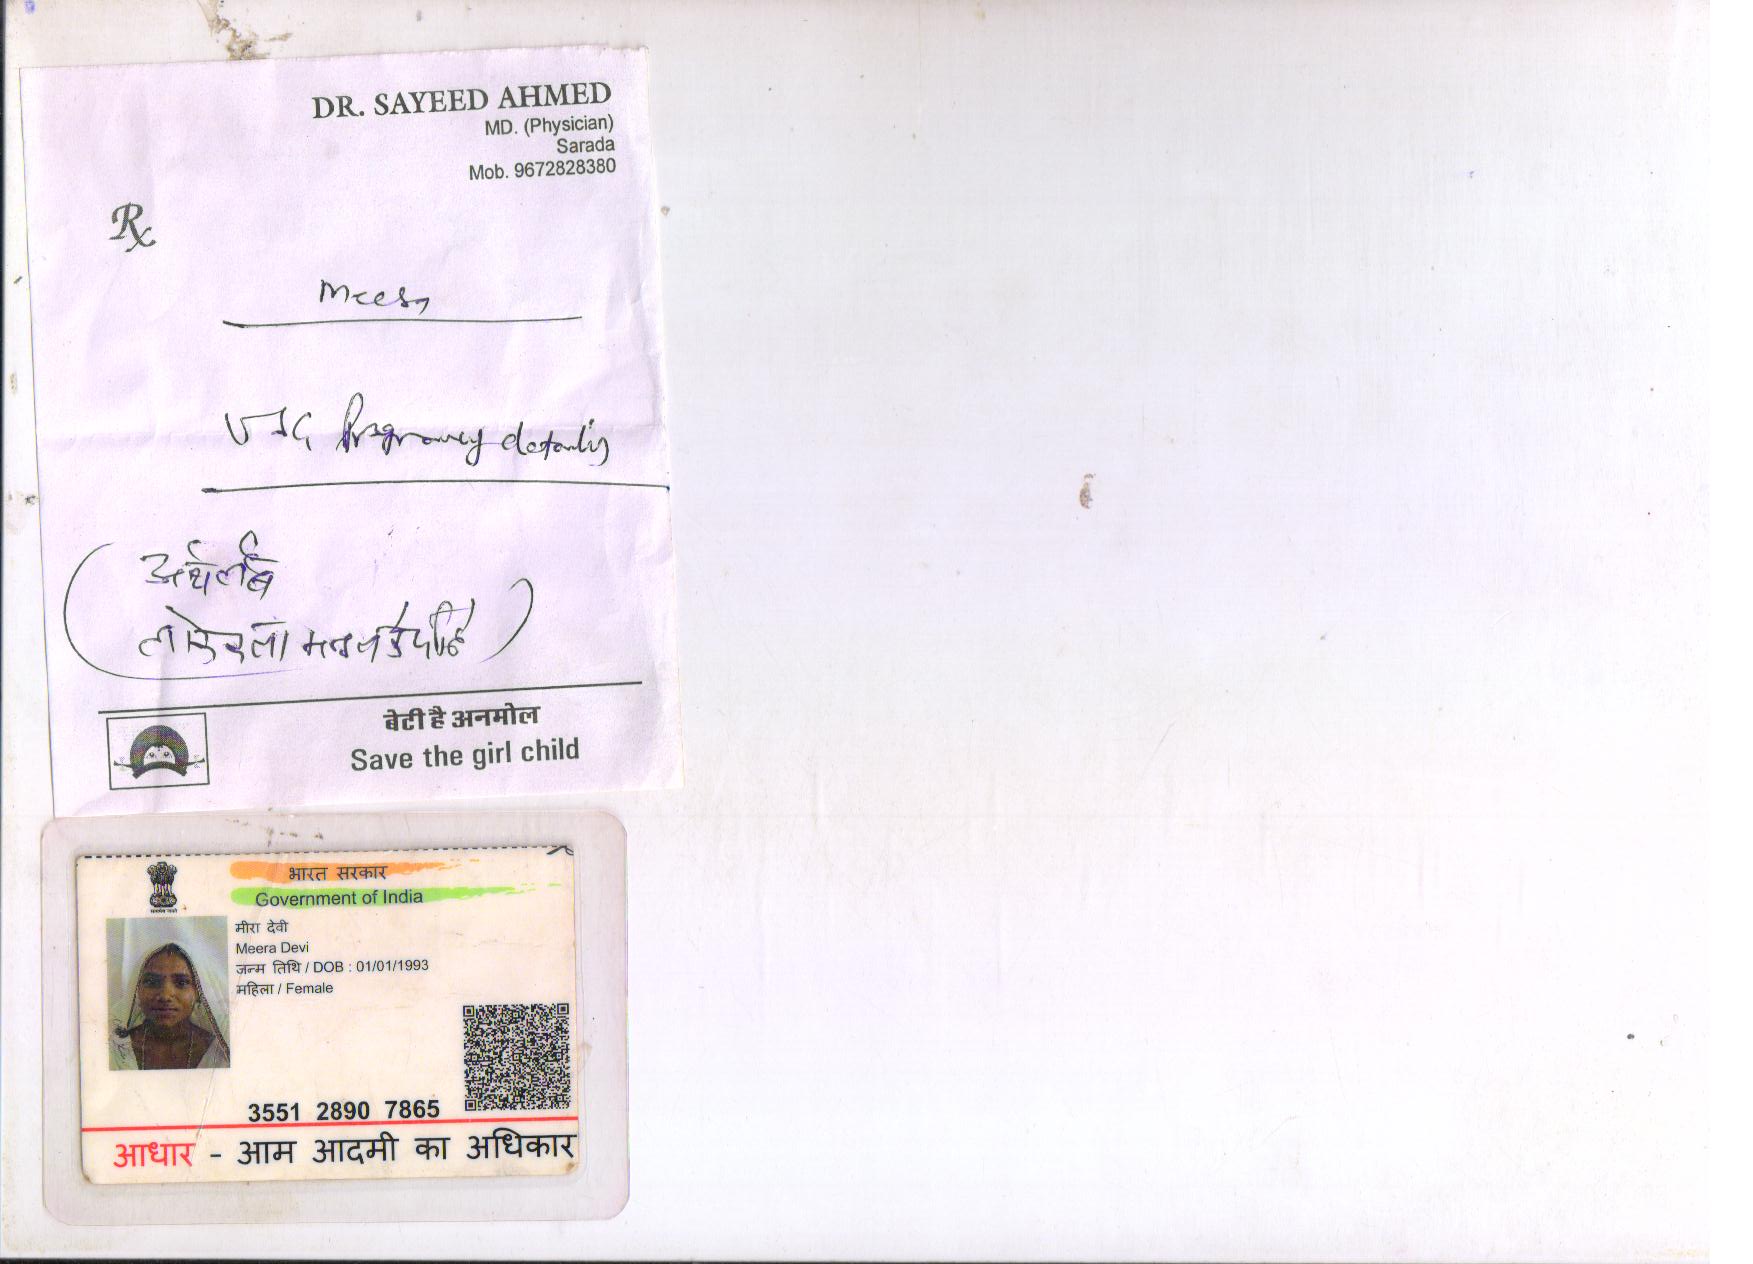 DR. SAYEED AHMED
MD. (Physician)
Sarada
Mob. 9672828380
Rx
Meera
USG Pregnancy details
बेटी है अनमोल
Save the girl child
भारत सरकार
Government of India
मीरा देवी
Meera Devi
जन्म तिथि / DOB : 01/01/1993
महिला / Female
3551 2890 7865
आधार - आम आदमी का अधिकार